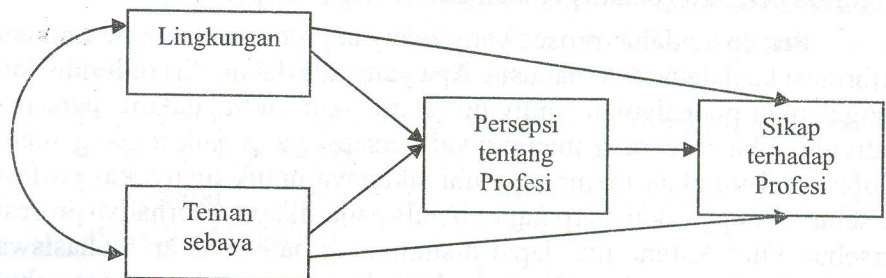 Lingkungan
Persepsi
tentang
Profesi
Sikap
terhadap
Profesi
Teman
sebaya